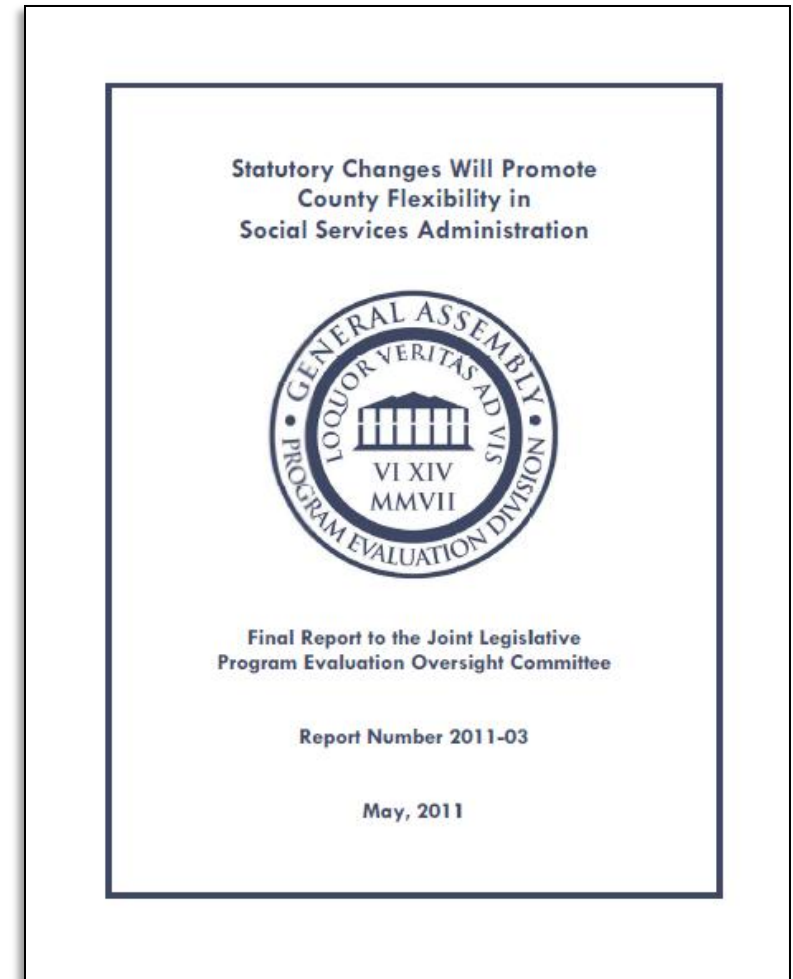 Statutory Changes Will Promote
County Flexibility in
Social Services Administration
GENERAL ASSEMBLY
LOQUOR VERITAS AD VIS
VI XIV
MMVII
PROGRAM EVALUATION DIVISION
Final Report to the Joint Legislative
Program Evaluation Oversight Committee
Report Number 2011-03
May, 2011